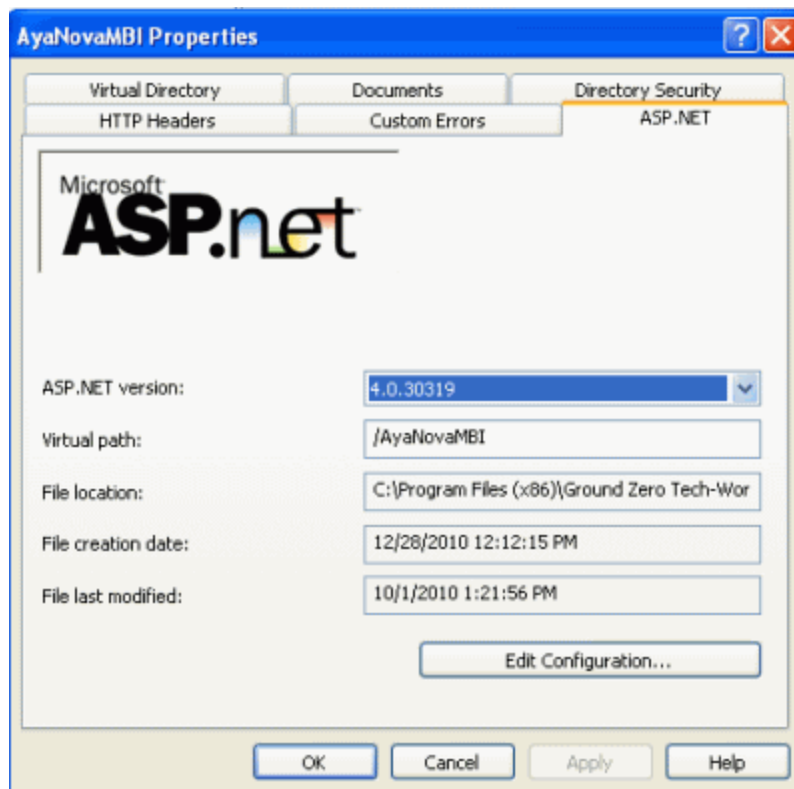 AyaNovaMBI Properties
Virtual Directory
Documents
Directory Security
HTTP Headers
Custom Errors
ASP.NET
Microsoft
ASP.net
ASP.NET version:
4.0.30319
Virtual path:
/AyaNovaMBI
File location:
C:\Program Files (x86)\Ground Zero Tech-Wor
File creation date:
12/28/2010 12:12:15 PM
File last modified:
10/1/2010 1:21:56 PM
Edit Configuration...
OK
Cancel
Apply
Help